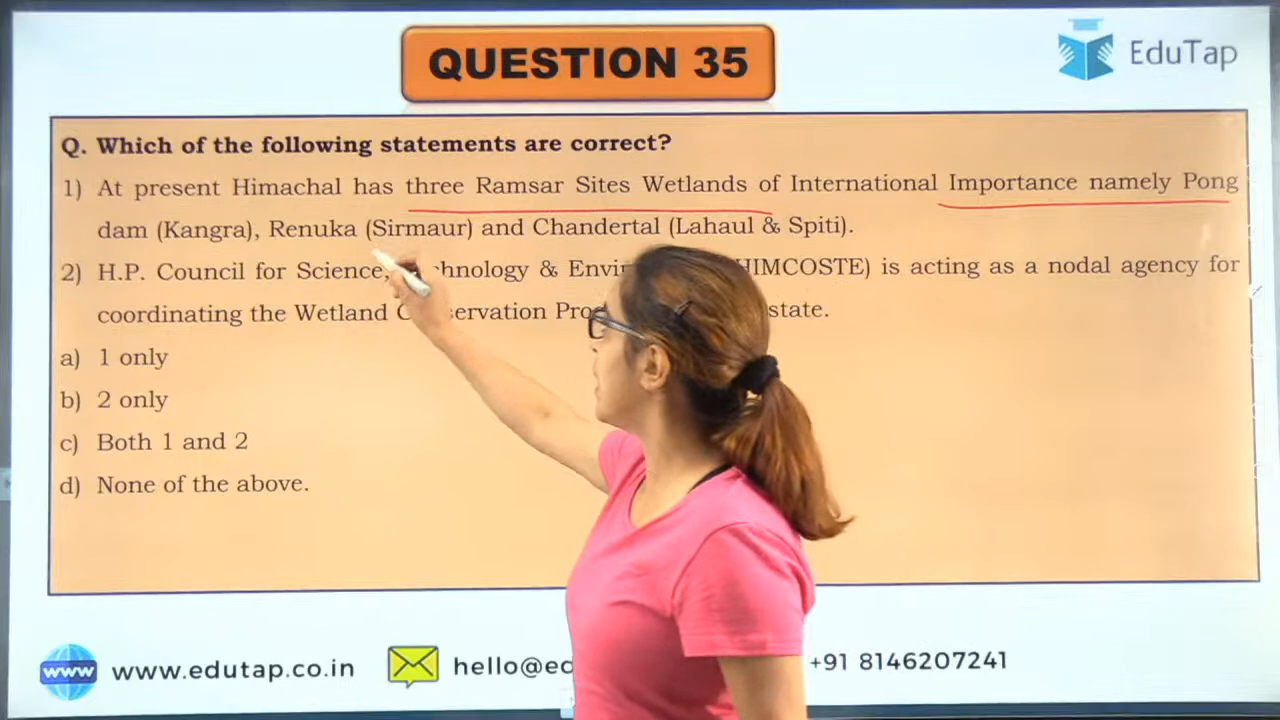 QUESTION 35
EduTap
Q. Which of the following statements are correct?
1) At present Himachal has three Ramsar Sites Wetlands of International Importance namely Pong
dam (Kangra), Renuka (Sirmaur) and Chandertal (Lahaul & Spiti).
2) H.P. Council for Science, chnology & Envi HIMCOSTE) is acting as a nodal agency for
coordinating the Wetland C servation Pro state.
a) 1 only
b) 2 only
c) Both 1 and 2
d) None of the above.
www www.edutap.co.in hello@ed +91 8146207241